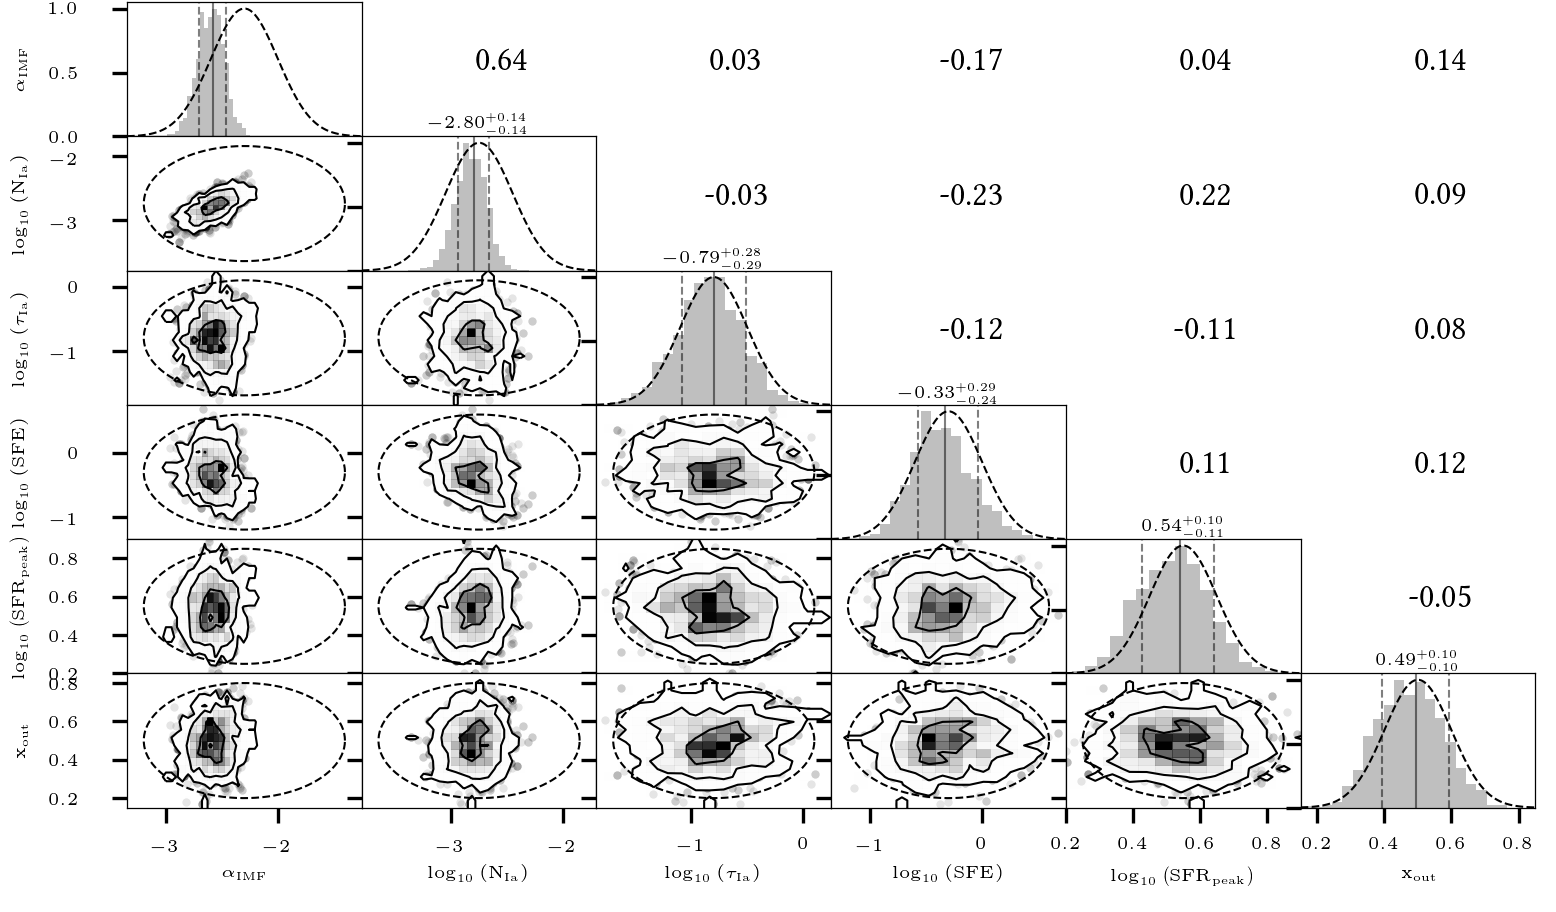 1.0
0.5
0.0
α_IMF
0.64
0.03
-0.17
0.04
0.14
−2.80^{+0.14}_{−0.14}
−2
−3
log₁₀ (N_Ia)
-0.03
-0.23
0.22
0.09
−0.79^{+0.28}_{−0.29}
0
−1
log₁₀ (τ_Ia)
-0.12
-0.11
0.08
−0.33^{+0.29}_{−0.24}
0
−1
log₁₀ (SFE)
0.11
0.12
0.54^{+0.10}_{−0.11}
0.8
0.6
0.4
0.2
log₁₀ (SFR_peak)
-0.05
0.49^{+0.10}_{−0.10}
0.8
0.6
0.4
0.2
x_out
−3 −2
−3 −2
−1 0
−1 0
0.2 0.4 0.6 0.8
0.2 0.4 0.6 0.8
α_IMF
log₁₀ (N_Ia)
log₁₀ (τ_Ia)
log₁₀ (SFE)
log₁₀ (SFR_peak)
x_out